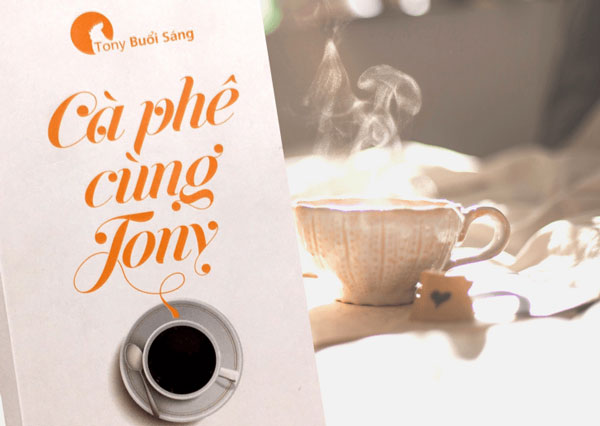 Tony Buổi Sáng
Cà phê
cùng
Tony